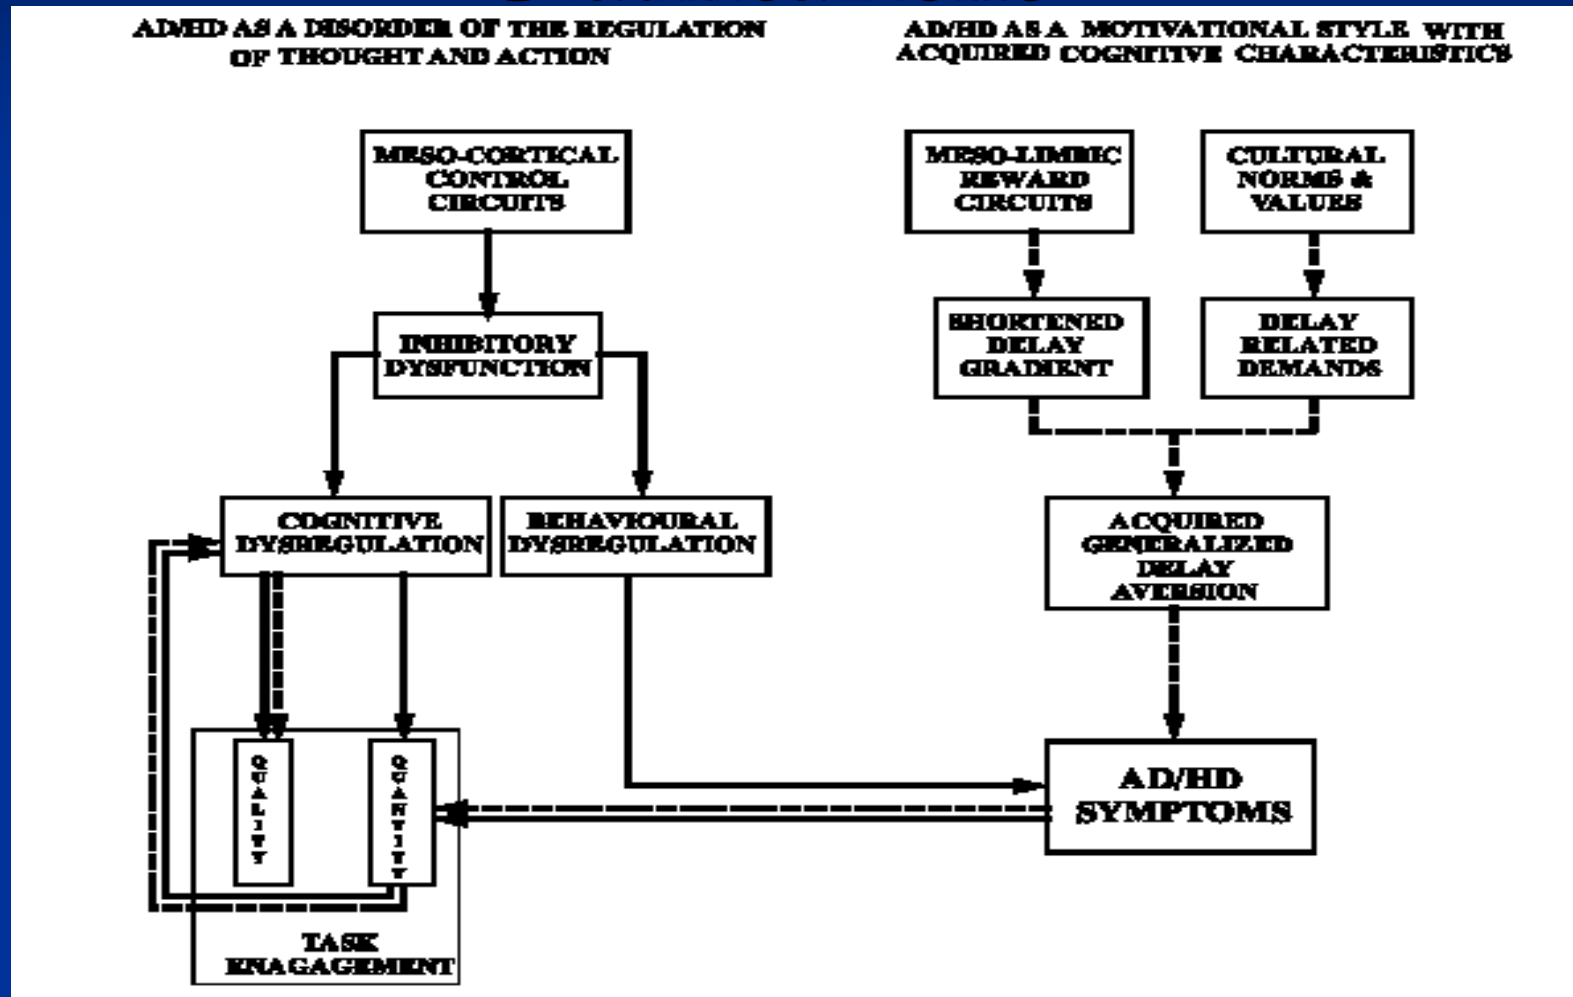 AD/HD AS A DISORDER OF THE REGULATION
OF THOUGHT AND ACTION
AD/HD AS A MOTIVATIONAL STYLE WITH
ACQUIRED COGNITIVE CHARACTERISTICS
MESO-CORTICAL
CONTROL
CIRCUITS
MESO-LIMBIC
REWARD
CIRCUITS
CULTURAL
NORMS &
VALUES
INHIBITORY
DYSFUNCTION
SHORTENED
DELAY
GRADIENT
DELAY
RELATED
DEMANDS
COGNITIVE
DYSREGULATION
BEHAVIOURAL
DYSREGULATION
ACQUIRED
GENERALIZED
DELAY
AVERSION
QUALITY
QUANTITY
AD/HD
SYMPTOMS
TASK
ENAGAGEMENT